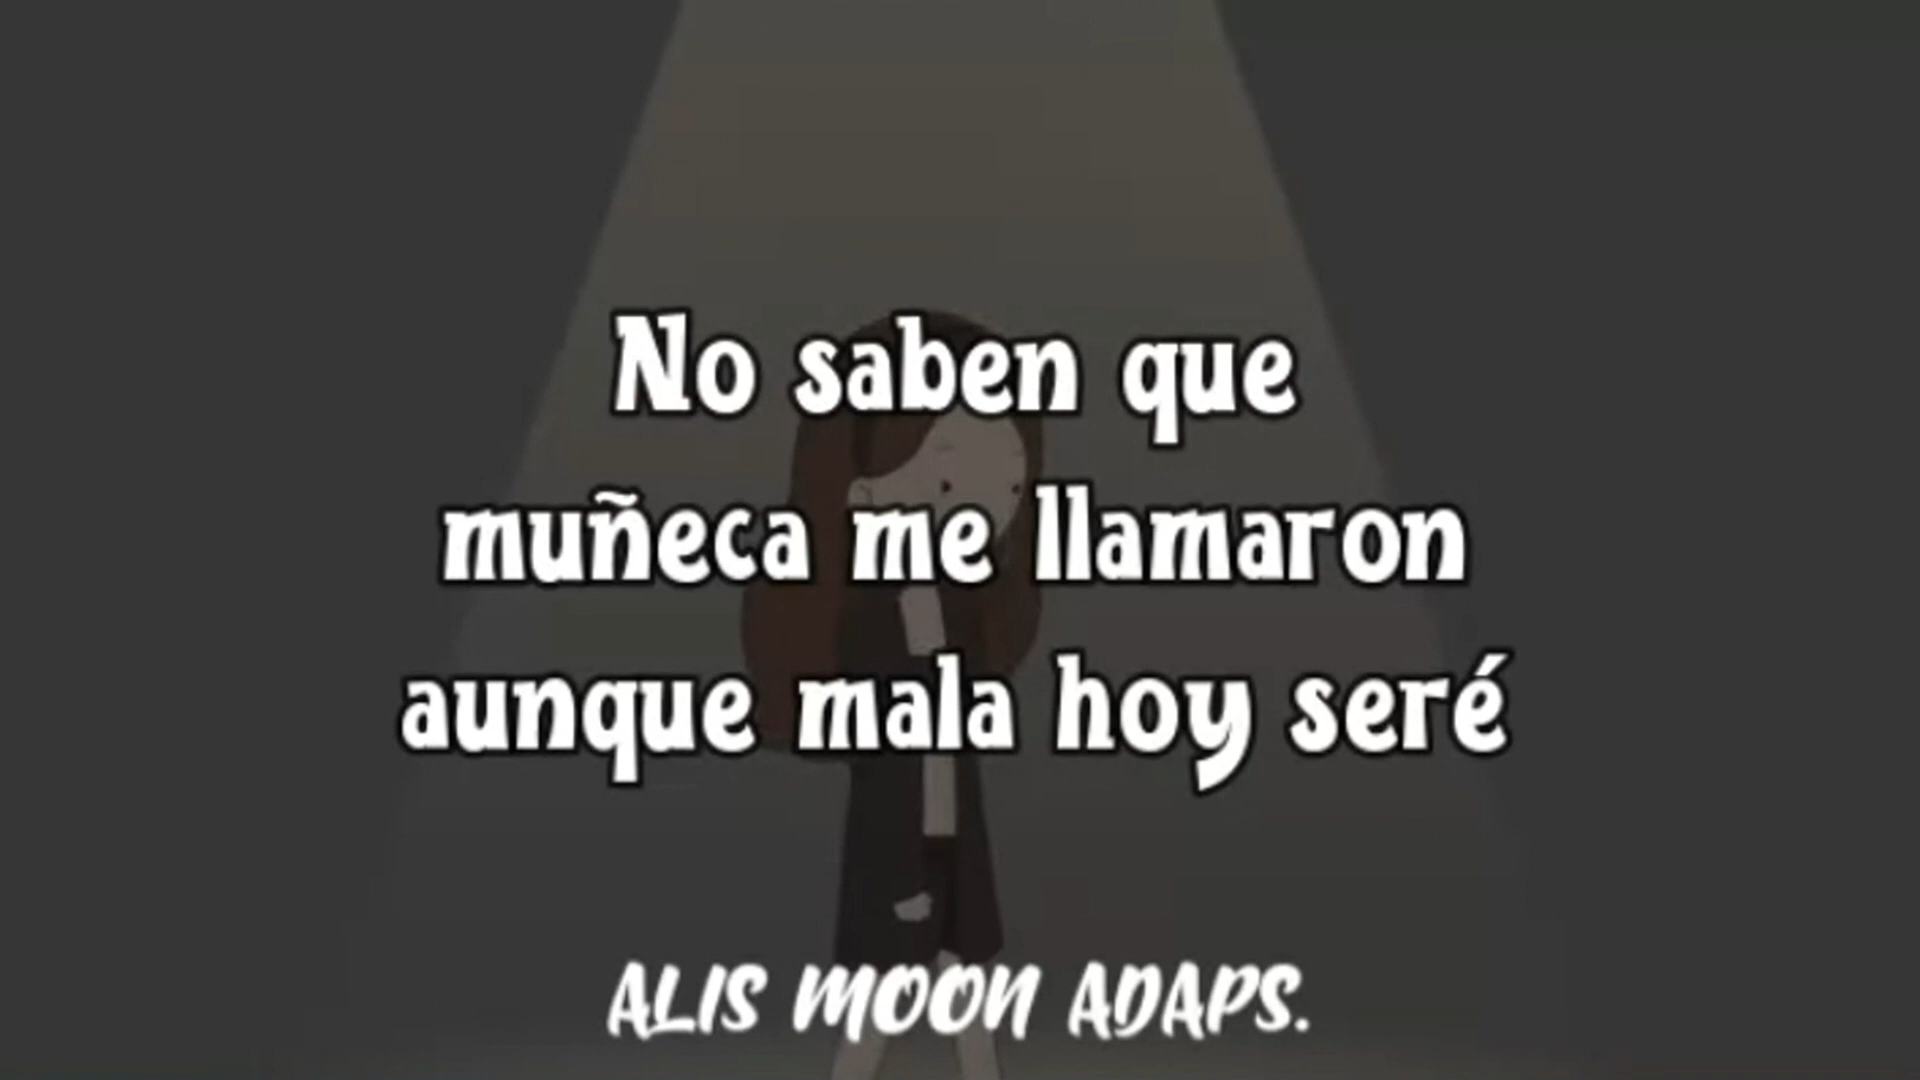 No saben que
muñeca me llamaron
aunque mala hoy seré
ALIS MOON ADAPS.